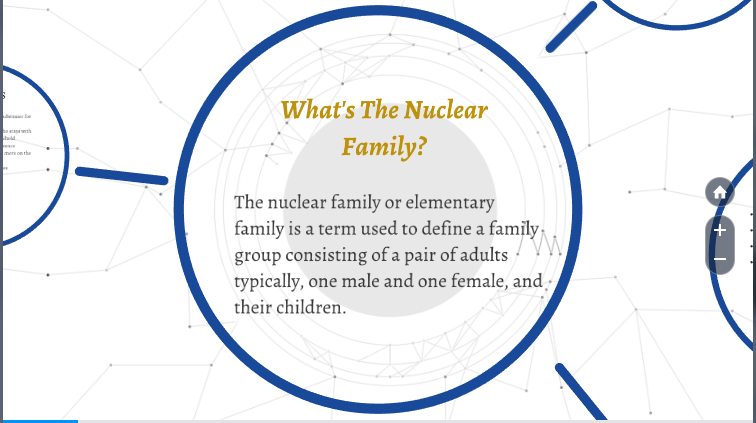 What's The Nuclear
Family?
The nuclear family or elementary
family is a term used to define a family
group consisting of a pair of adults
typically, one male and one female, and
their children.